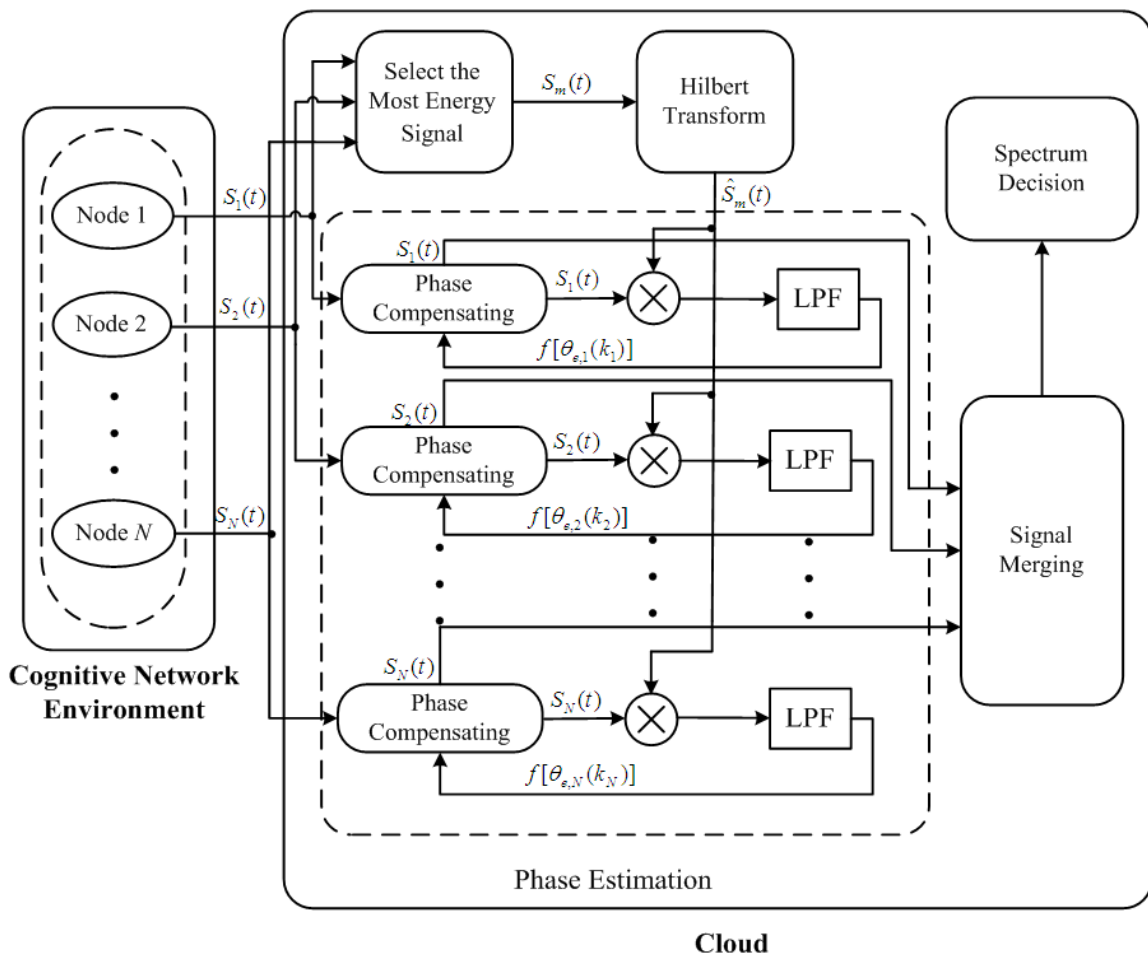 Select the
Most Energy
Signal
S_m(t)
Hilbert
Transform
Spectrum
Decision
Node 1
S_1(t)
Ŝ_m(t)
Node 2
S_2(t)
Node N
S_N(t)
S_1(t)
Phase
Compensating
S_1(t)
LPF
f[θ_{e,1}(k_1)]
S_2(t)
Phase
Compensating
S_2(t)
LPF
f[θ_{e,2}(k_2)]
Signal
Merging
S_N(t)
Phase
Compensating
S_N(t)
LPF
f[θ_{e,N}(k_N)]
Cognitive Network
Environment
Phase Estimation
Cloud